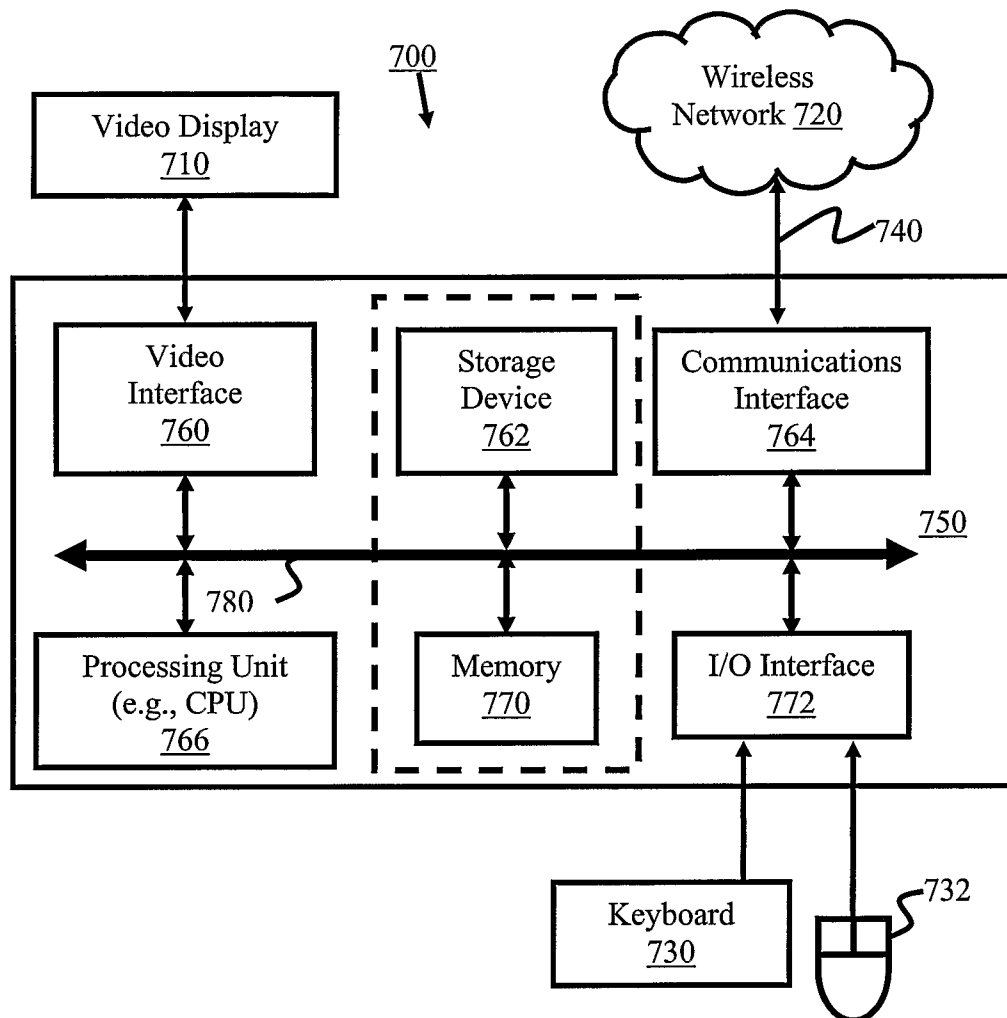 700
Wireless
Network 720
Video Display
710
740
Video
Interface
760
Storage
Device
762
Communications
Interface
764
750
780
Processing Unit
(e.g., CPU)
766
Memory
770
I/O Interface
772
Keyboard
730
732